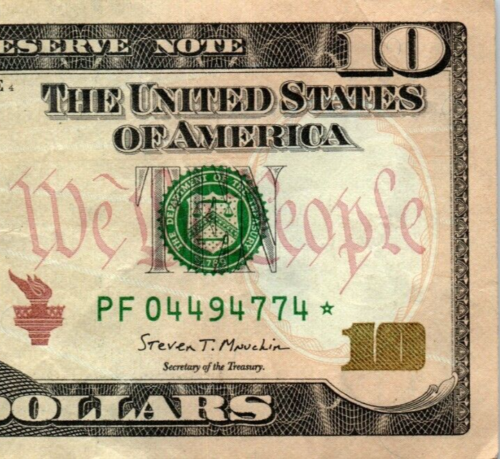 ESERVE NOTE 10
E 4
THE UNITED STATES
OF AMERICA
We The People
TEN
THE DEPARTMENT OF THE TREASURY
1789
PF 04494774 ★
Steven T. Mnuchin
Secretary of the Treasury.
10
DOLLARS